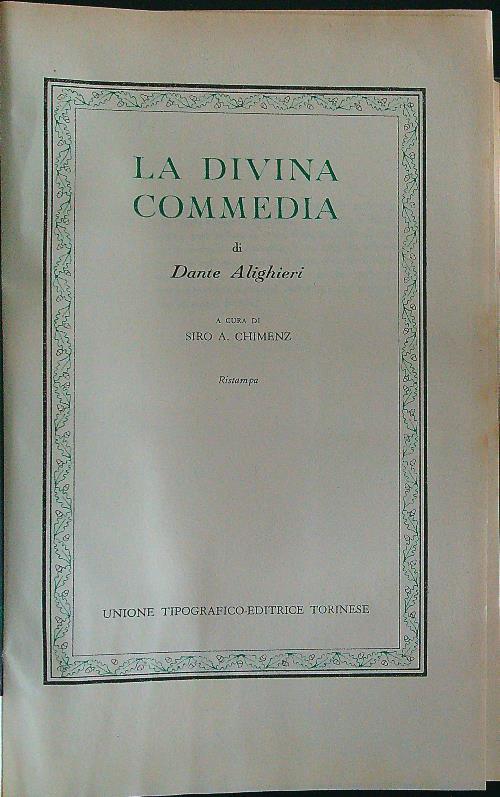 LA DIVINA
COMMEDIA
di
Dante Alighieri
A CURA DI
SIRO A. CHIMENZ
Ristampa
UNIONE TIPOGRAFICO-EDITRICE TORINESE